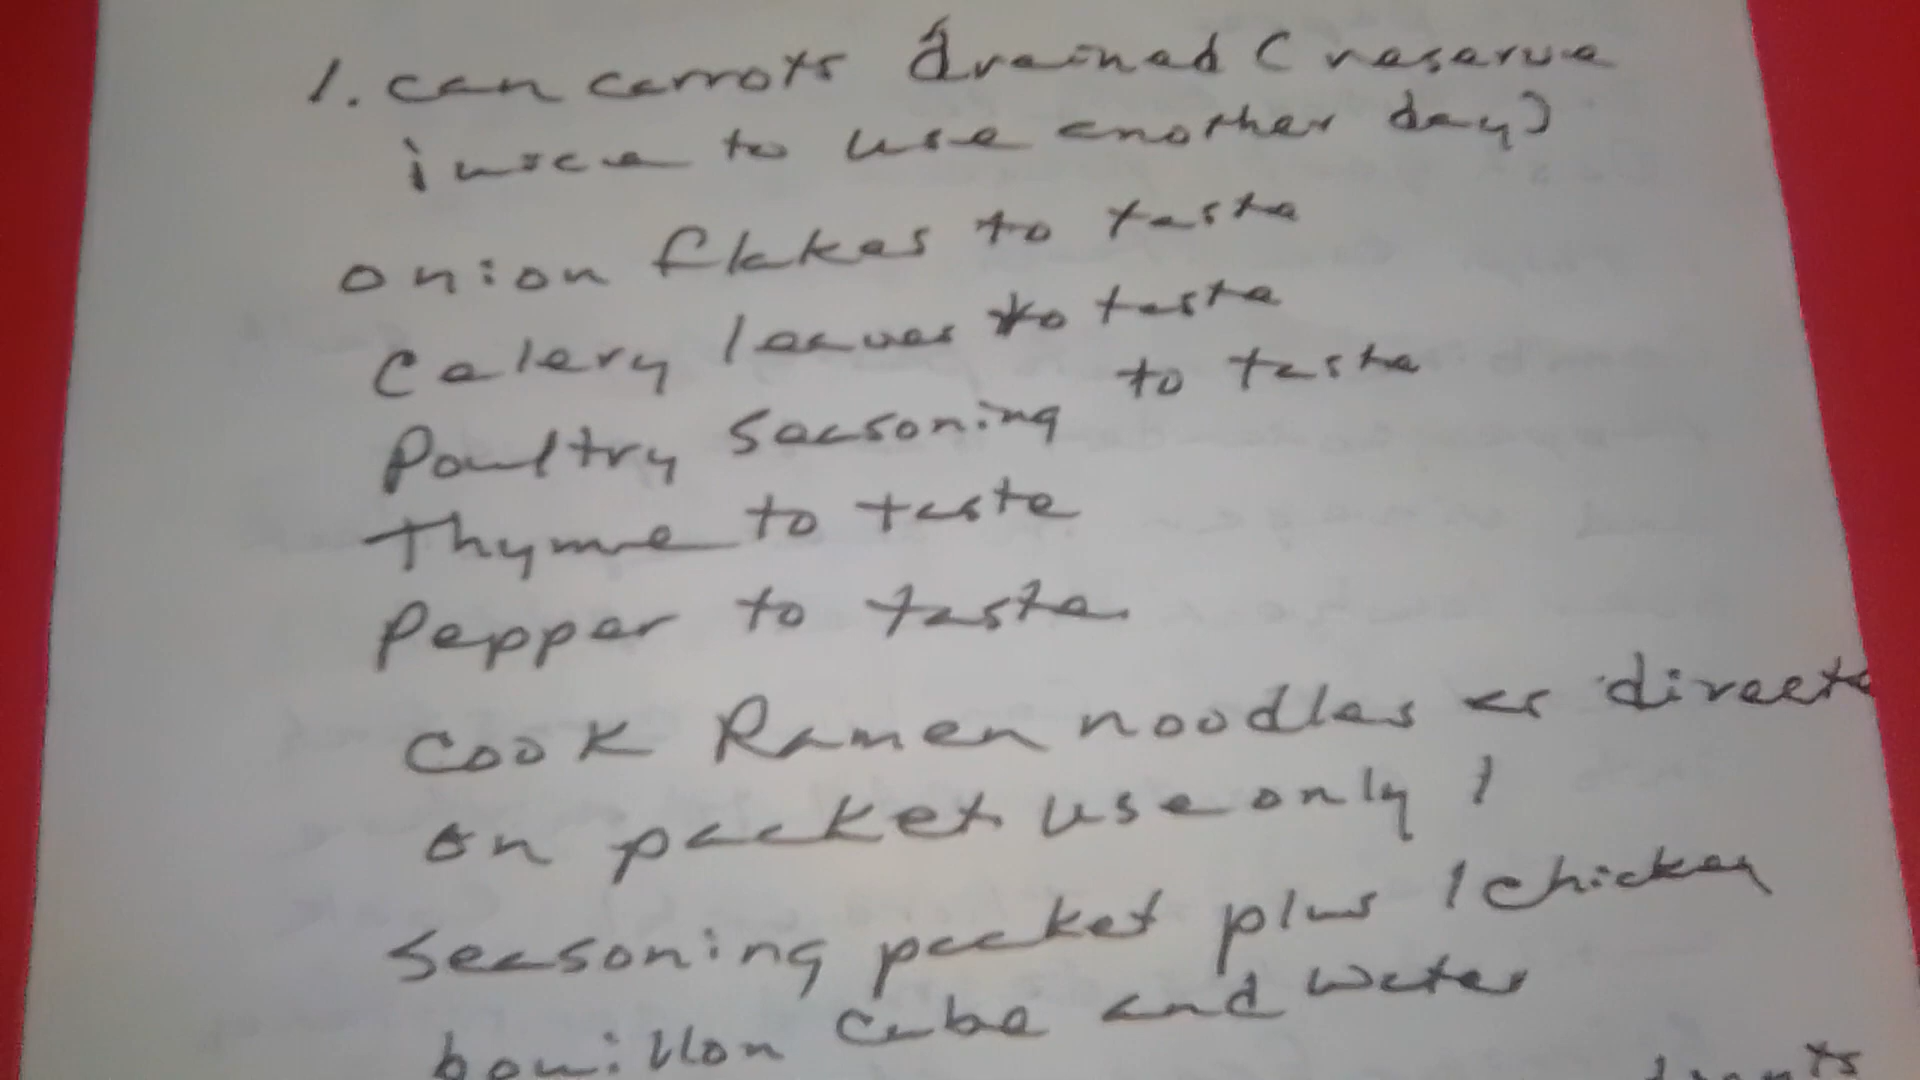 1. can carrots drained (reserve
juice to use another day)
onion flakes to taste
Celery leaves to taste
Poultry seasoning to taste
Thyme to taste
Pepper to taste
Cook Ramen noodles as
on packet. use only 1
seasoning packet plus 1 chicken
bouillon cube and water